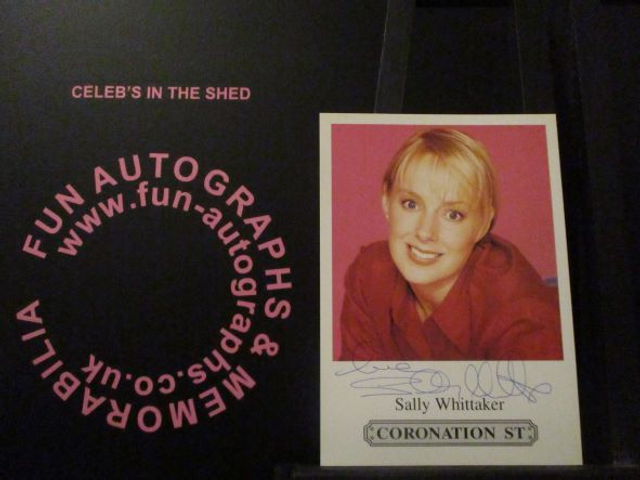 CELEB'S IN THE SHED
FUN AUTOGRAPHS & MEMORABILIA
www.fun-autographs.co.uk
Sally Whittaker
CORONATION ST